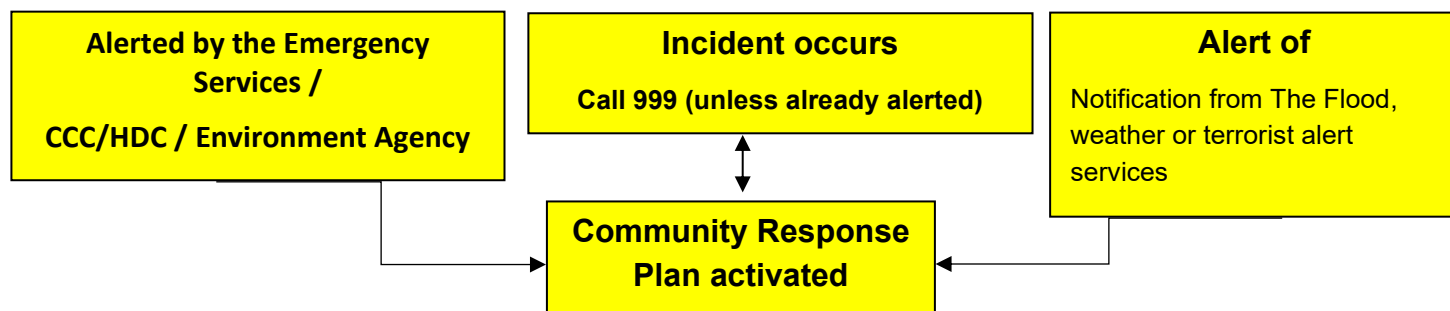 Alerted by the Emergency
Services /
CCC/HDC / Environment Agency
Incident occurs
Call 999 (unless already alerted)
Alert of
Notification from The Flood,
weather or terrorist alert
services
Community Response
Plan activated